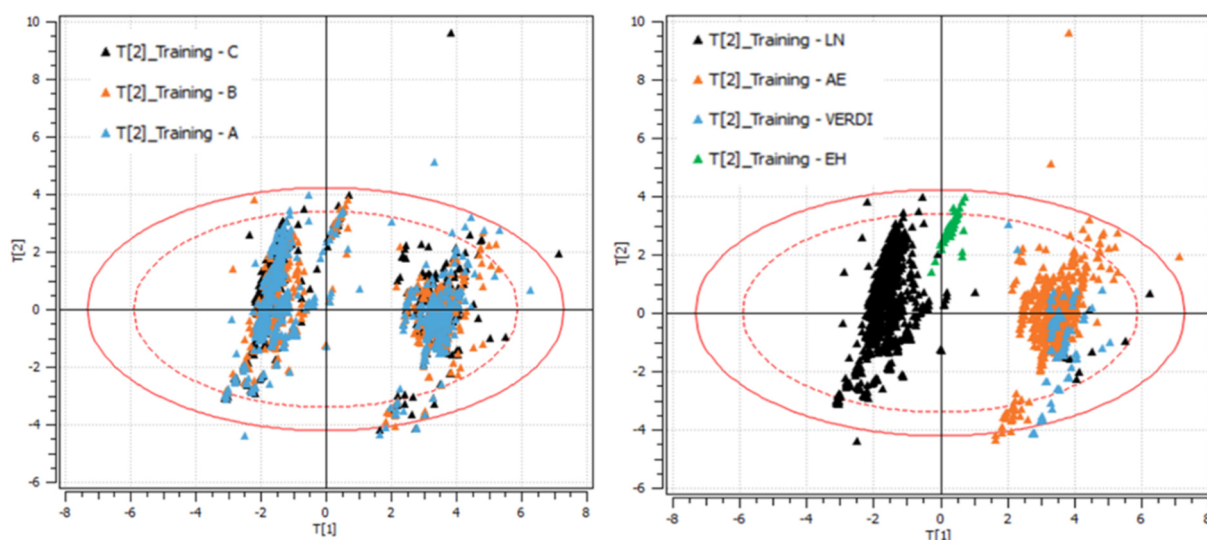 10
8
6
4
2
0
-2
-4
-6
T[2]
T[2]_Training - C
T[2]_Training - B
T[2]_Training - A
-8 -6 -4 -2 0 2 4 6 8
T[1]
10
8
6
4
2
0
-2
-4
-6
T[2]
T[2]_Training - LN
T[2]_Training - AE
T[2]_Training - VERDI
T[2]_Training - EH
-8 -6 -4 -2 0 2 4 6 8
T[1]